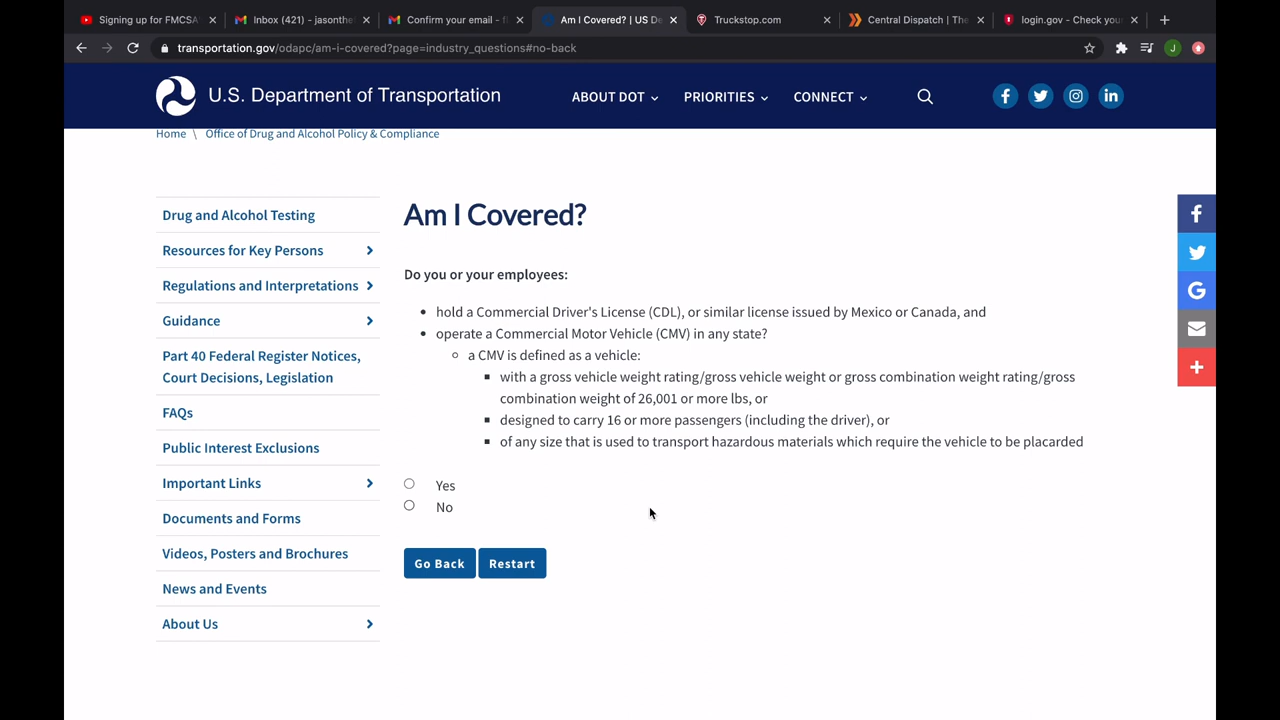 Signing up for FMCSA
Inbox (421) - jasonthe
Confirm your email - f
Am I Covered? | US De
Truckstop.com
Central Dispatch | The
login.gov - Check you
transportation.gov/odapc/am-i-covered?page=industry_questions#no-back
J
U.S. Department of Transportation
ABOUT DOT
PRIORITIES
CONNECT
Home \ Office of Drug and Alcohol Policy & Compliance
Drug and Alcohol Testing
Resources for Key Persons
Regulations and Interpretations
Guidance
Part 40 Federal Register Notices,
Court Decisions, Legislation
FAQs
Public Interest Exclusions
Important Links
Documents and Forms
Videos, Posters and Brochures
News and Events
About Us
Am I Covered?
Do you or your employees:
hold a Commercial Driver's License (CDL), or similar license issued by Mexico or Canada, and
operate a Commercial Motor Vehicle (CMV) in any state?
a CMV is defined as a vehicle:
with a gross vehicle weight rating/gross vehicle weight or gross combination weight rating/gross
combination weight of 26,001 or more lbs, or
designed to carry 16 or more passengers (including the driver), or
of any size that is used to transport hazardous materials which require the vehicle to be placarded
Yes
No
Go Back
Restart